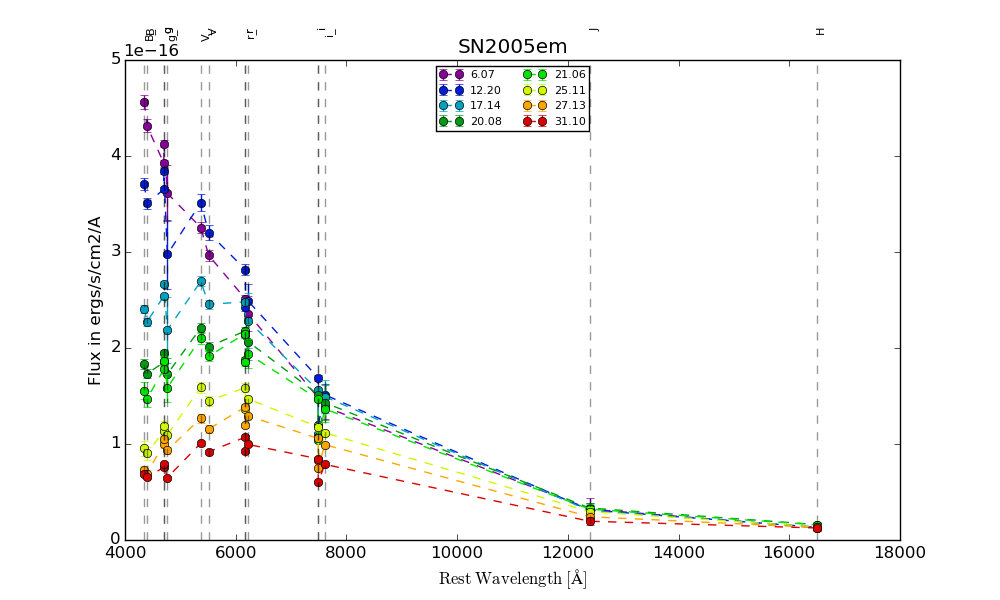 B B g g V V r r i i J H
SN2005em
1e−16
5
4
3
2
1
0
Flux in ergs/s/cm2/A
6.07 21.06
12.20 25.11
17.14 27.13
20.08 31.10
4000 6000 8000 10000 12000 14000 16000 18000
Rest Wavelength [Å]